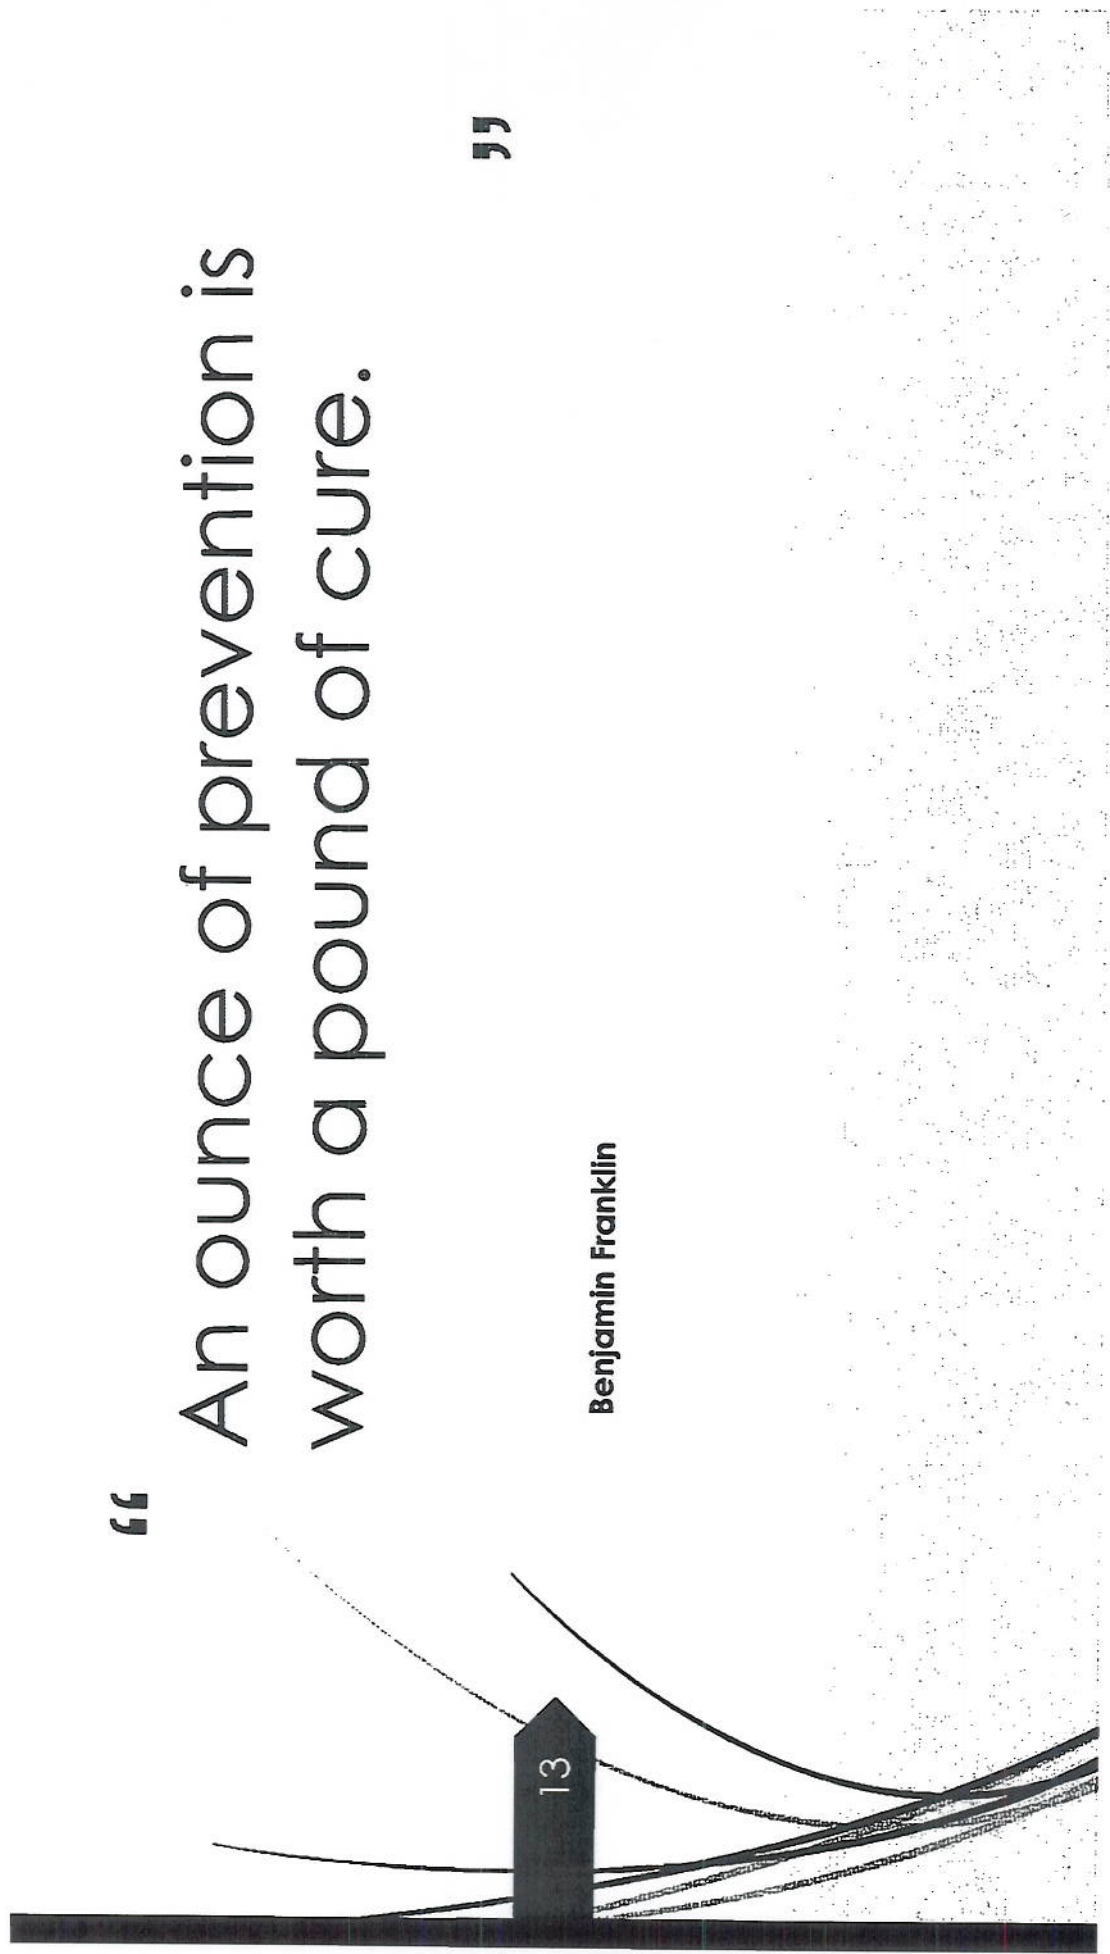 “
An ounce of prevention is
worth a pound of cure.
”
Benjamin Franklin
13